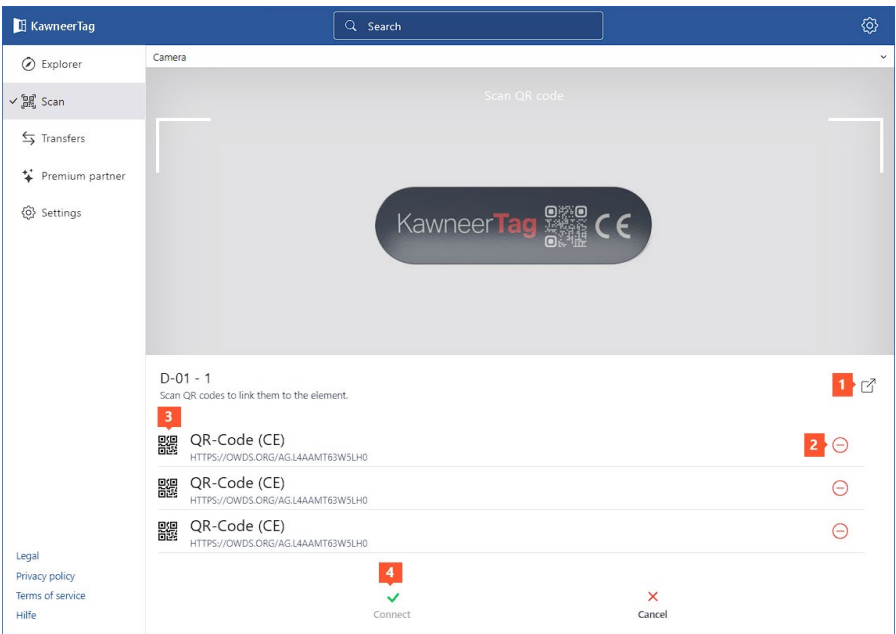 KawneerTag
Search
Explorer
Scan
Transfers
Premium partner
Settings
Legal
Privacy policy
Terms of service
Hilfe
Camera
Scan QR code
KawneerTag CE
D-01 - 1
Scan QR codes to link them to the element.
1
3
QR-Code (CE)
HTTPS://OWDS.ORG/AG.L4AAMT63W5LH0
2
QR-Code (CE)
HTTPS://OWDS.ORG/AG.L4AAMT63W5LH0
QR-Code (CE)
HTTPS://OWDS.ORG/AG.L4AAMT63W5LH0
4
Connect
Cancel